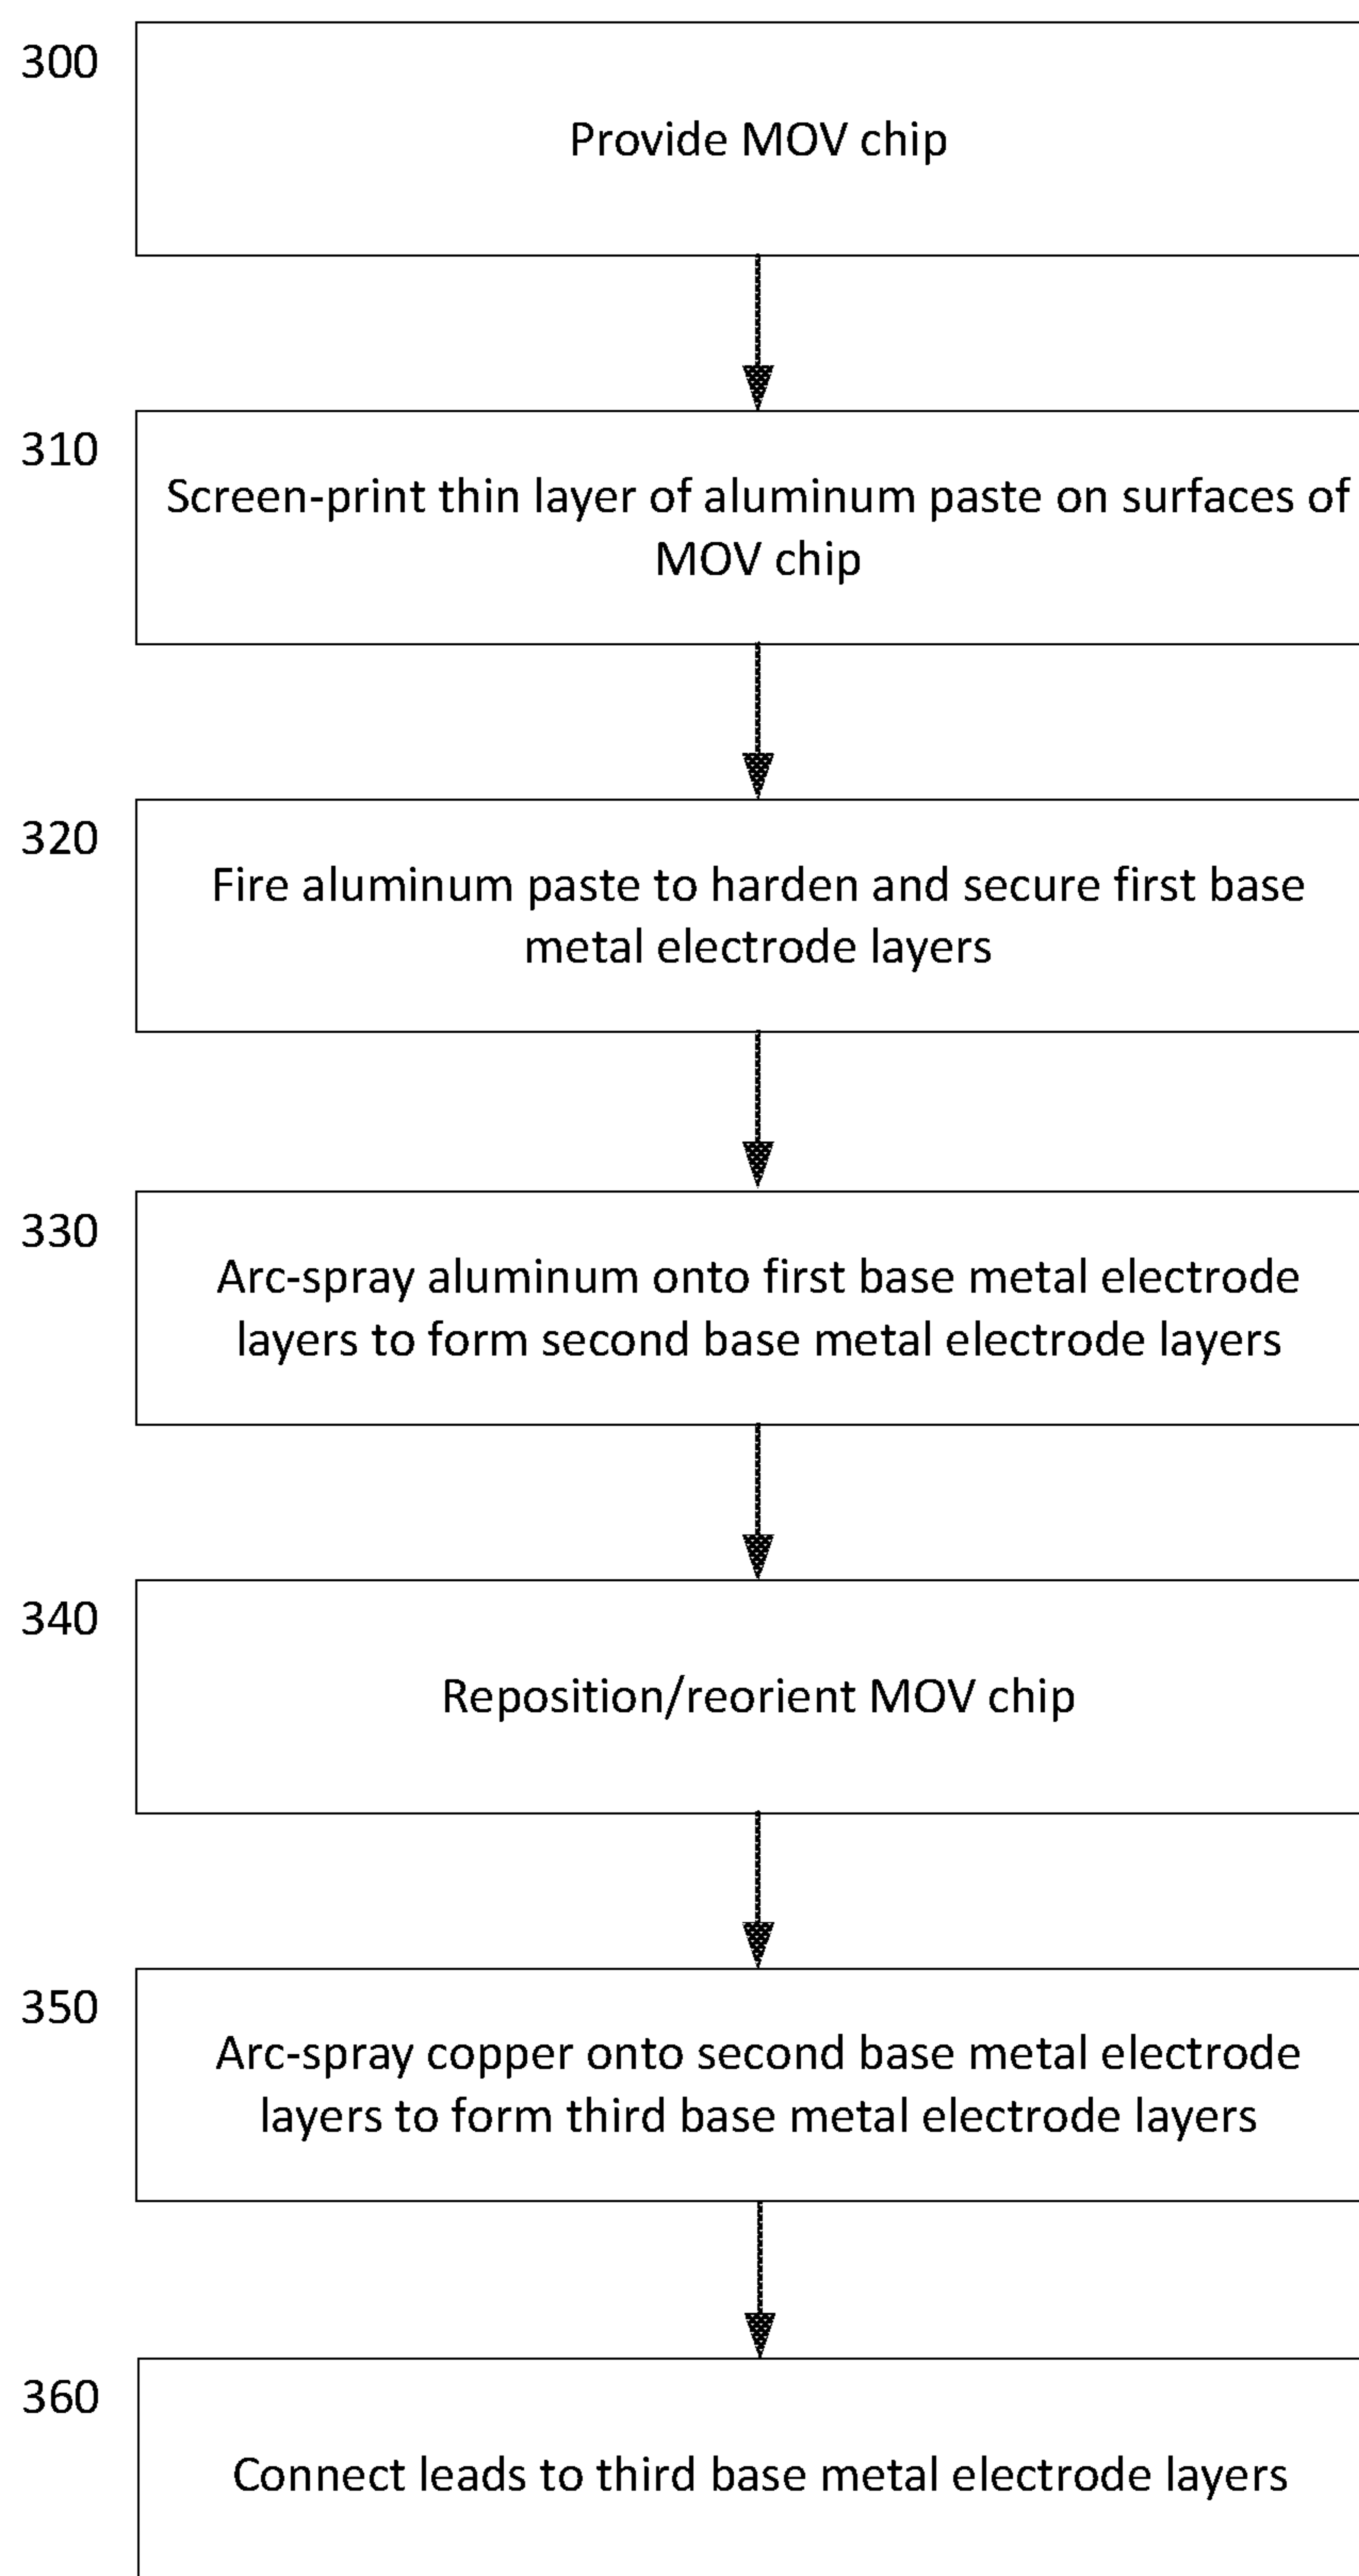 300
Provide MOV chip
310
Screen-print thin layer of aluminum paste on surfaces of
MOV chip
320
Fire aluminum paste to harden and secure first base
metal electrode layers
330
Arc-spray aluminum onto first base metal electrode
layers to form second base metal electrode layers
340
Reposition/reorient MOV chip
350
Arc-spray copper onto second base metal electrode
layers to form third base metal electrode layers
360
Connect leads to third base metal electrode layers